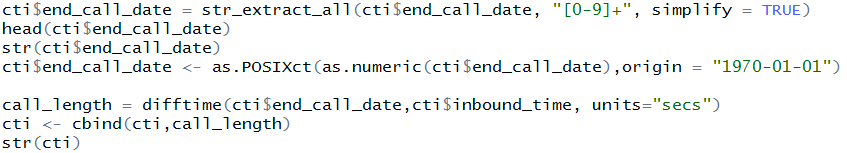 cti$end_call_date = str_extract_all(cti$end_call_date, "[0-9]+", simplify = TRUE)
head(cti$end_call_date)
str(cti$end_call_date)
cti$end_call_date <- as.POSIXct(as.numeric(cti$end_call_date),origin = "1970-01-01")
call_length = difftime(cti$end_call_date,cti$inbound_time, units="secs")
cti <- cbind(cti,call_length)
str(cti)